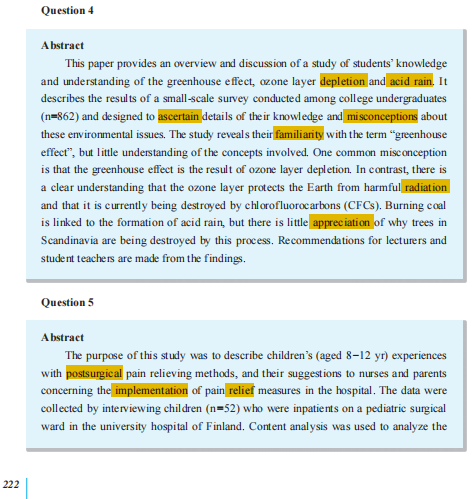 Question 4
Abstract
This paper provides an overview and discussion of a study of students' knowledge
and understanding of the greenhouse effect, ozone layer depletion and acid rain. It
describes the results of a small-scale survey conducted among college undergraduates
(n=862) and designed to ascertain details of their knowledge and misconceptions about
these environmental issues. The study reveals their familiarity with the term “greenhouse
effect”, but little understanding of the concepts involved. One common misconception
is that the greenhouse effect is the result of ozone layer depletion. In contrast, there is
a clear understanding that the ozone layer protects the Earth from harmful radiation
and that it is currently being destroyed by chlorofluorocarbons (CFCs). Burning coal
is linked to the formation of acid rain, but there is little appreciation of why trees in
Scandinavia are being destroyed by this process. Recommendations for lecturers and
student teachers are made from the findings.
Question 5
Abstract
The purpose of this study was to describe children's (aged 8−12 yr) experiences
with postsurgical pain relieving methods, and their suggestions to nurses and parents
concerning the implementation of pain relief measures in the hospital. The data were
collected by interviewing children (n=52) who were inpatients on a pediatric surgical
ward in the university hospital of Finland. Content analysis was used to analyze the
222